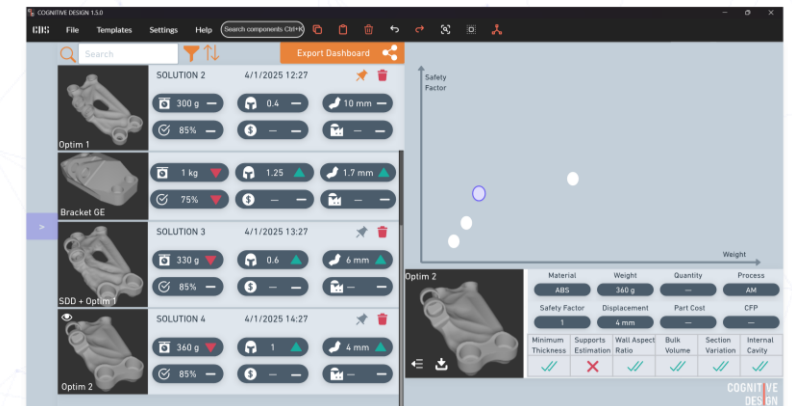 COGNITIVE DESIGN 1.5.0
CDS File Templates Settings Help Search components Ctrl+K
Search
Export Dashboard
SOLUTION 2 4/1/2025 12:27
300 g — 0.4 — 10 mm —
85% — $ — — — —
Optim 1
1 kg 1.25 1.7 mm
75% $ — — — —
Bracket GE
SOLUTION 3 4/1/2025 13:27
330 g 0.6 6 mm
85% — $ — — — —
SDD + Optim 1
SOLUTION 4 4/1/2025 14:27
360 g 1 4 mm
85% — $ — — — —
Optim 2
>
Safety
Factor
Weight
Optim 2
Material Weight Quantity Process
ABS 360 g — AM
Safety Factor Displacement Part Cost CFP
1 4 mm — —
Minimum Thickness
Supports Estimation
Wall Aspect Ratio
Bulk Volume
Section Variation
Internal Cavity
COGNITIVE
DESIGN